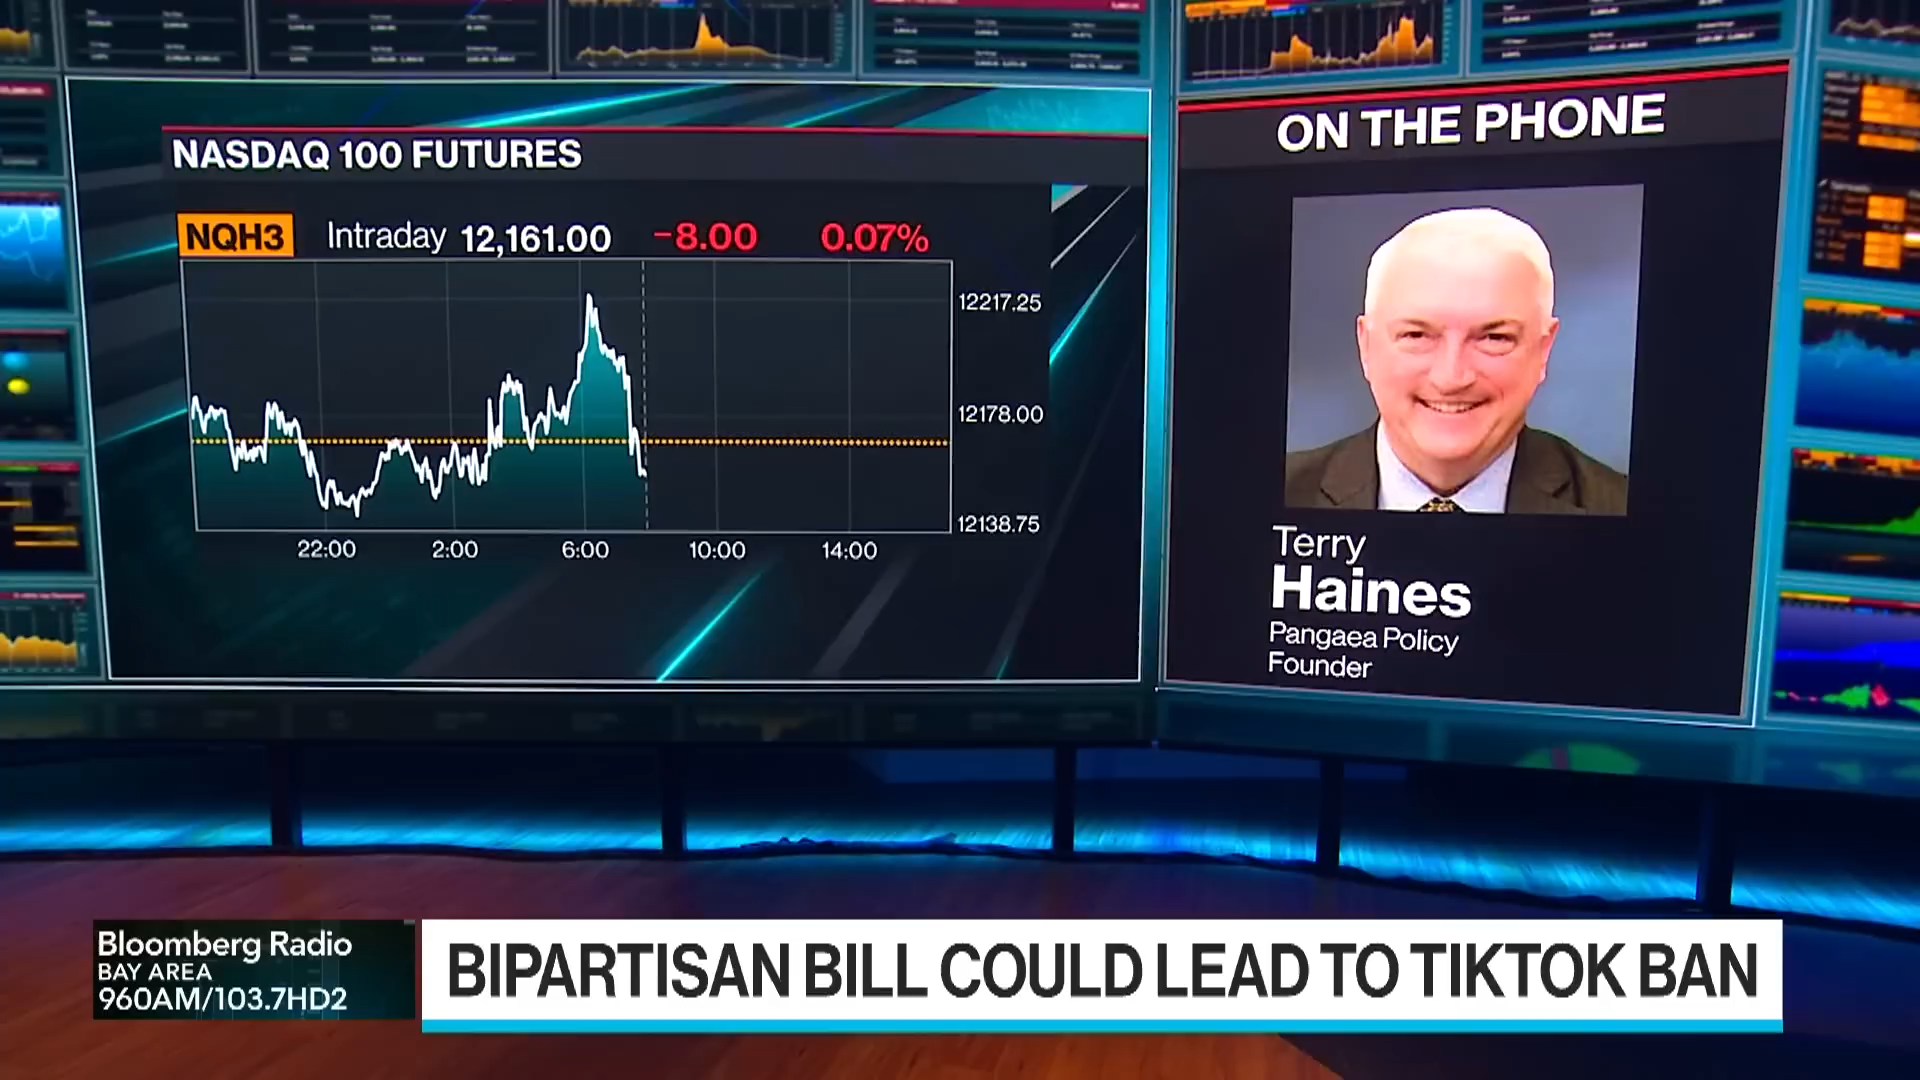 NASDAQ 100 FUTURES
NQH3 Intraday 12,161.00 -8.00 0.07%
12217.25
12178.00
12138.75
22:00 2:00 6:00 10:00 14:00
ON THE PHONE
Terry
Haines
Pangaea Policy
Founder
Bloomberg Radio
BAY AREA
960AM/103.7HD2
BIPARTISAN BILL COULD LEAD TO TIKTOK BAN